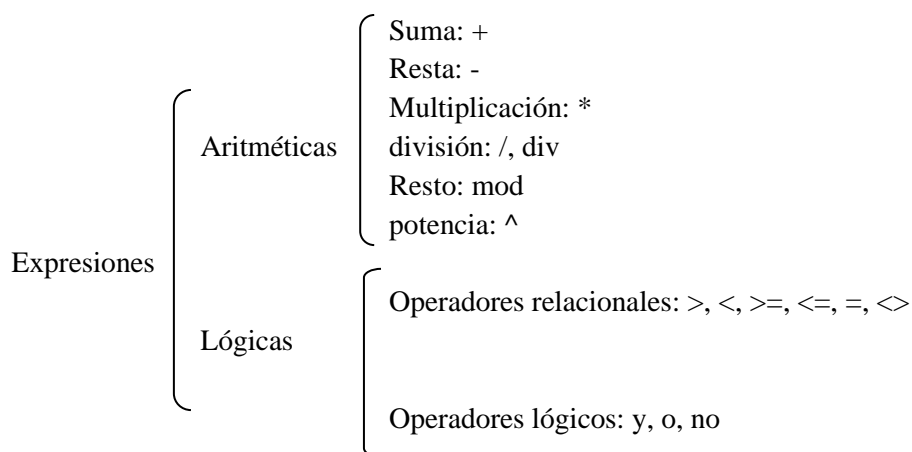 Suma: +
Resta: -
Multiplicación: *
Aritméticas
división: /, div
Resto: mod
potencia: ^
Expresiones
Operadores relacionales: >, <, >=, <=, =, <>
Lógicas
Operadores lógicos: y, o, no